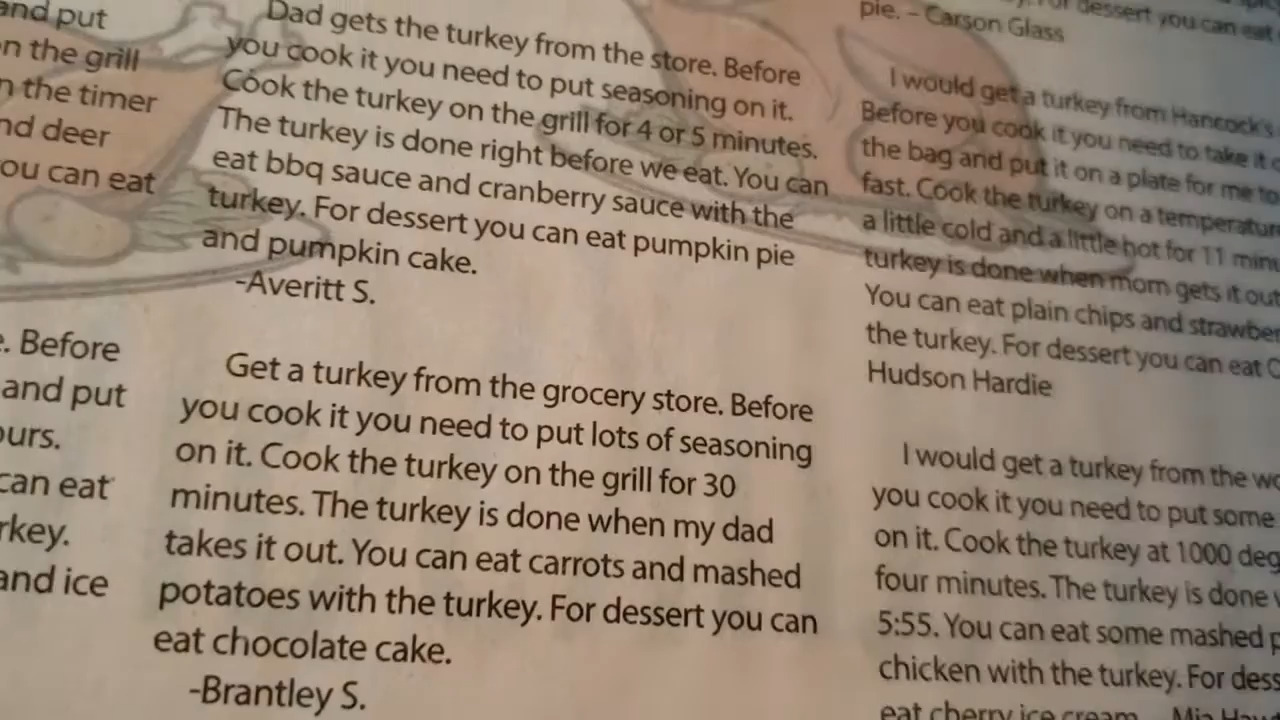 and put
on the grill
n the timer
nd deer
ou can eat
. Before
and put
ours.
can eat
rkey.
and ice
Dad gets the turkey from the store. Before
you cook it you need to put seasoning on it.
Cook the turkey on the grill for 4 or 5 minutes.
The turkey is done right before we eat. You can
eat bbq sauce and cranberry sauce with the
turkey. For dessert you can eat pumpkin pie
and pumpkin cake.
-Averitt S.
Get a turkey from the grocery store. Before
you cook it you need to put lots of seasoning
on it. Cook the turkey on the grill for 30
minutes. The turkey is done when my dad
takes it out. You can eat carrots and mashed
potatoes with the turkey. For dessert you can
eat chocolate cake.
-Brantley S.
dessert you can eat
pie. – Carson Glass
I would get a turkey from Hancock's
Before you cook it you need to take it
the bag and put it on a plate for me to
fast. Cook the turkey on a temperature
a little cold and a little hot for 11 minu
turkey is done when mom gets it out
You can eat plain chips and strawber
the turkey. For dessert you can eat
Hudson Hardie
I would get a turkey from the wo
you cook it you need to put some
on it. Cook the turkey at 1000 deg
four minutes. The turkey is done
5:55. You can eat some mashed p
chicken with the turkey. For dess
eat cherry ice cream. Mia